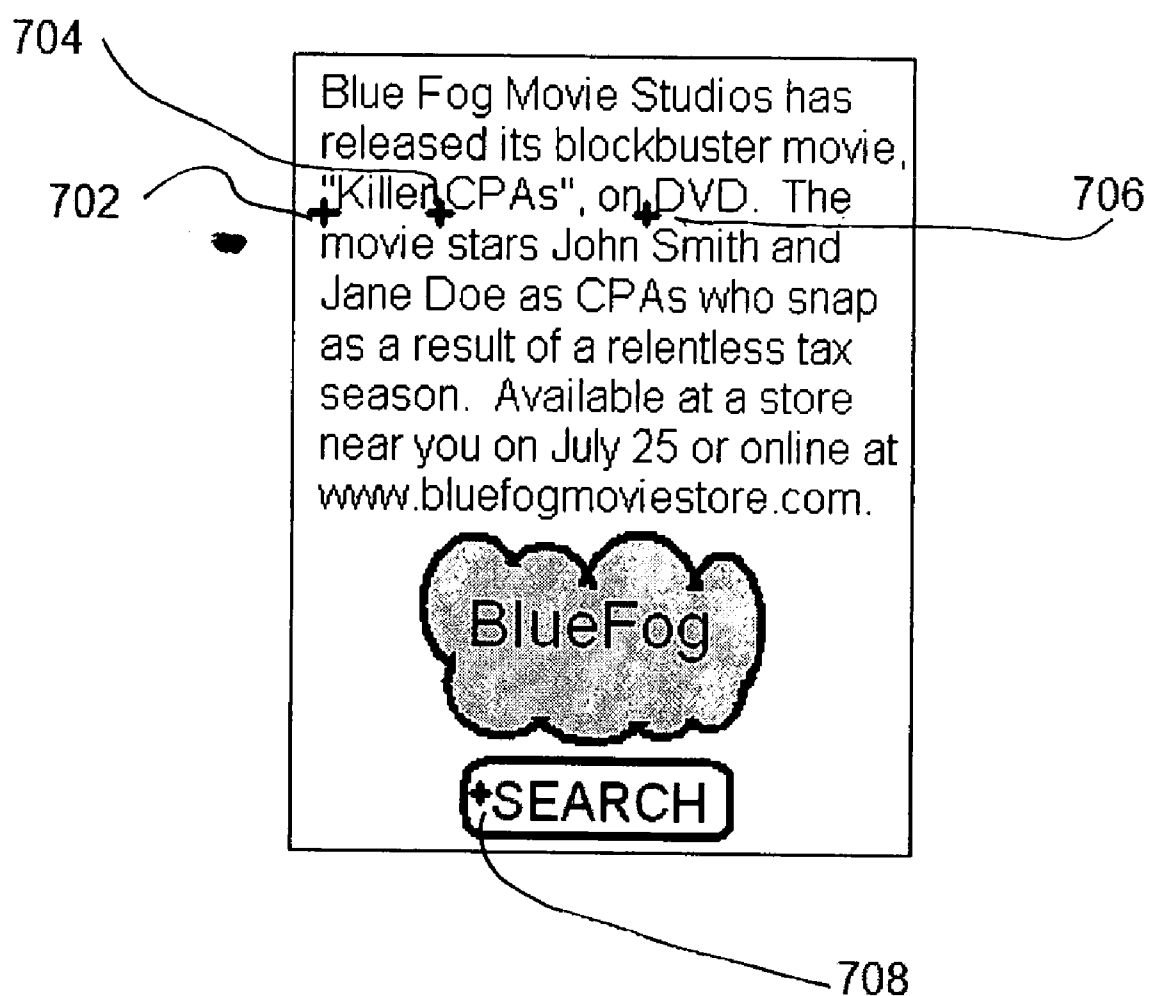 704
Blue Fog Movie Studios has
released its blockbuster movie,
702
"Killer CPAs", on DVD. The
706
movie stars John Smith and
Jane Doe as CPAs who snap
as a result of a relentless tax
season. Available at a store
near you on July 25 or online at
www.bluefogmoviestore.com.
BlueFog
SEARCH
708